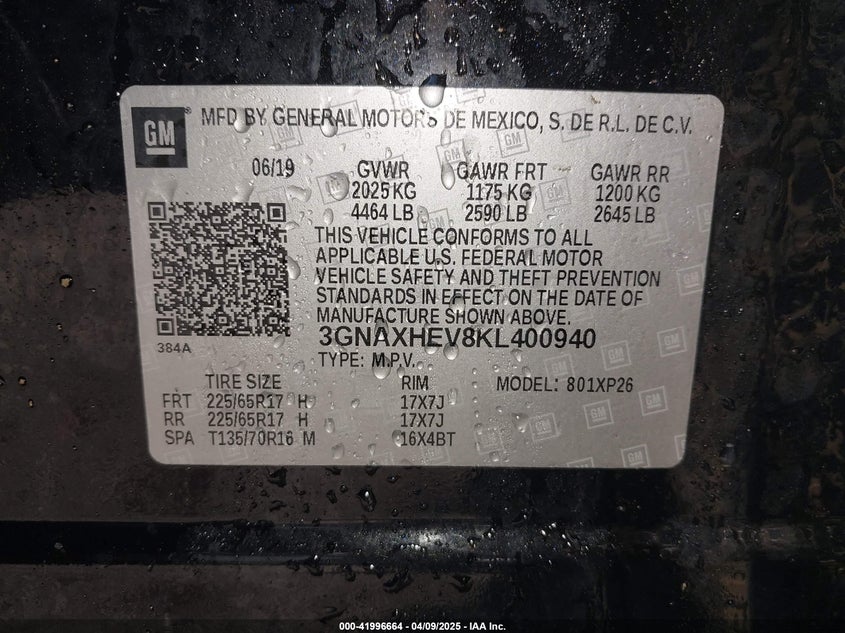 GM
® MFD BY GENERAL MOTORS DE MEXICO, S. DE R.L. DE C.V.
06/19 GVWR GAWR FRT GAWR RR
2025 KG 1175 KG 1200 KG
4464 LB 2590 LB 2645 LB
THIS VEHICLE CONFORMS TO ALL
APPLICABLE U.S. FEDERAL MOTOR
VEHICLE SAFETY AND THEFT PREVENTION
STANDARDS IN EFFECT ON THE DATE OF
MANUFACTURE SHOWN ABOVE.
384A
3GNAXHEV8KL400940
TYPE: M.P.V.
TIRE SIZE RIM MODEL: 801XP26
FRT 225/65R17 H 17X7J
RR 225/65R17 H 17X7J
SPA T135/70R16 M 16X4BT
000-41996664 04/09/2025 - IAA Inc.